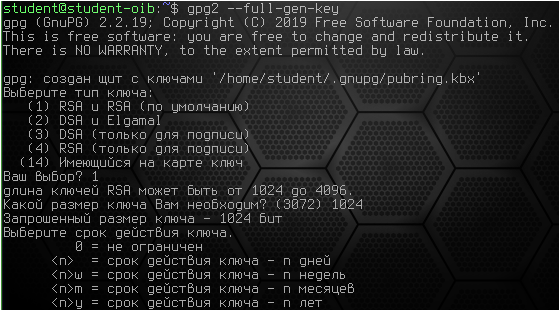 student@student-oib:~$ gpg2 --full-gen-key
gpg (GnuPG) 2.2.19; Copyright (C) 2019 Free Software Foundation, Inc.
This is free software: you are free to change and redistribute it.
There is NO WARRANTY, to the extent permitted by law.
gpg: создан щит с ключами '/home/student/.gnupg/pubring.kbx'
Выберите тип ключа:
(1) RSA и RSA (по умолчанию)
(2) DSA и Elgamal
(3) DSA (только для подписи)
(4) RSA (только для подписи)
(14) Имеющийся на карте ключ
Ваш выбор? 1
длина ключей RSA может быть от 1024 до 4096.
Какой размер ключа Вам необходим? (3072) 1024
Запрошенный размер ключа - 1024 бит
Выберите срок действия ключа.
0 = не ограничен
<n> = срок действия ключа - n дней
<n>w = срок действия ключа - n недель
<n>m = срок действия ключа - n месяцев
<n>y = срок действия ключа - n лет